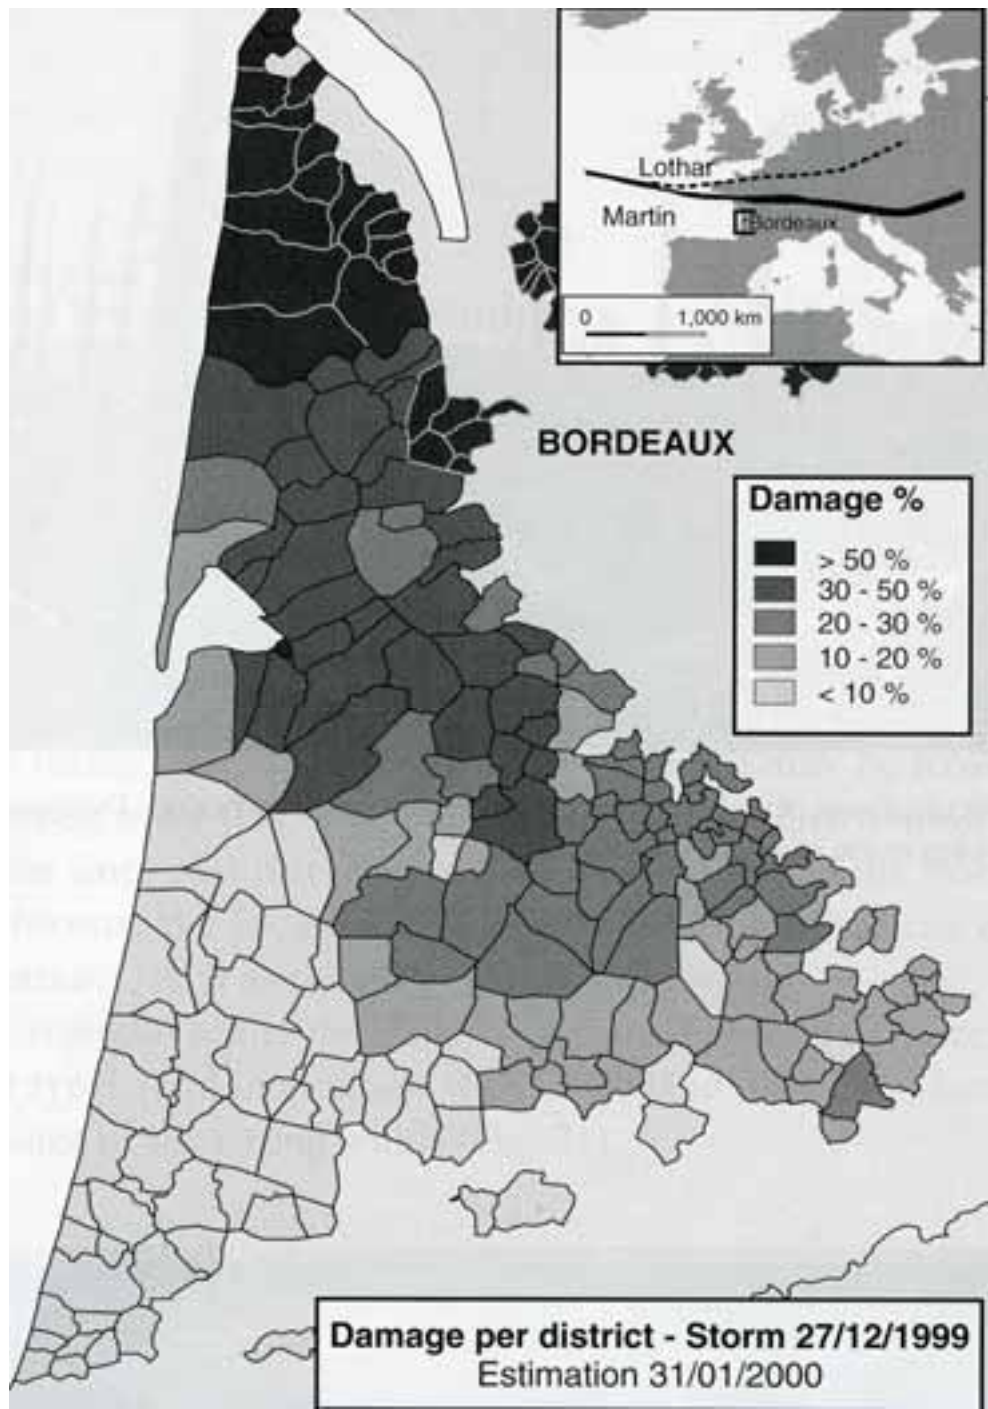 Lothar
Martin
Bordeaux
0 1,000 km
BORDEAUX
Damage %
> 50 %
30 - 50 %
20 - 30 %
10 - 20 %
< 10 %
Damage per district - Storm 27/12/1999
Estimation 31/01/2000